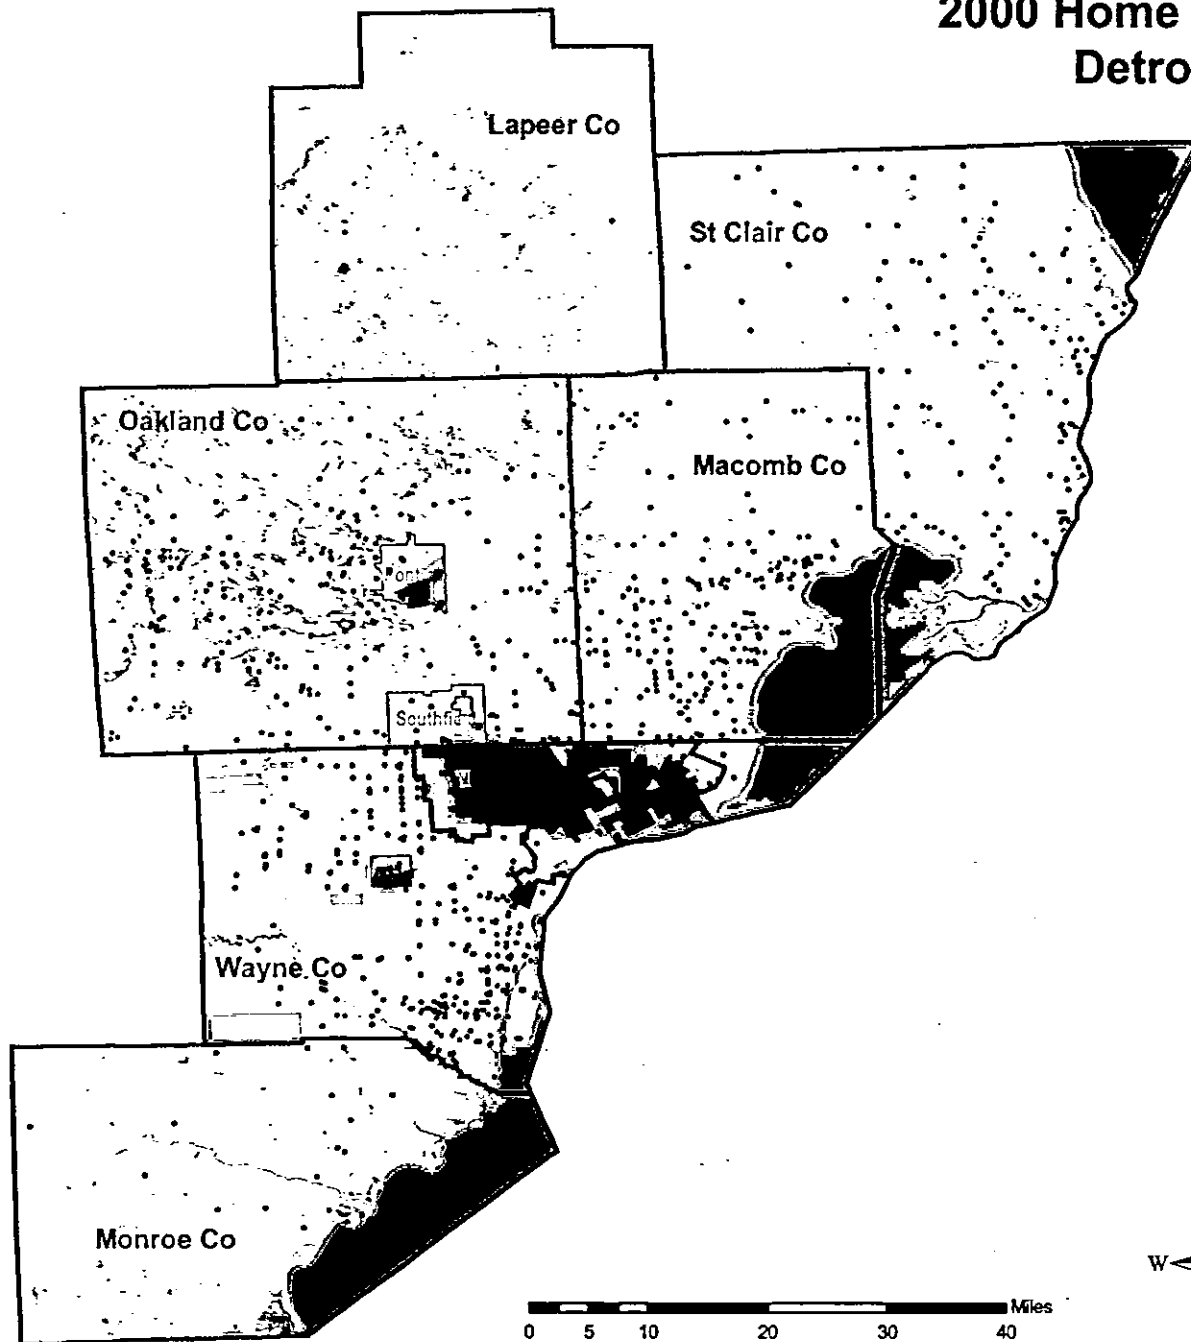 2000 Home
Detro
Lapeer Co
St Clair Co
Oakland Co
Macomb Co
Pont
Southfie
Wayne Co
Monroe Co
W
Miles
0 5 10 20 30 40